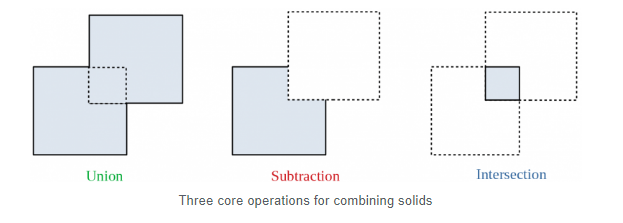 Union
Subtraction
Intersection
Three core operations for combining solids